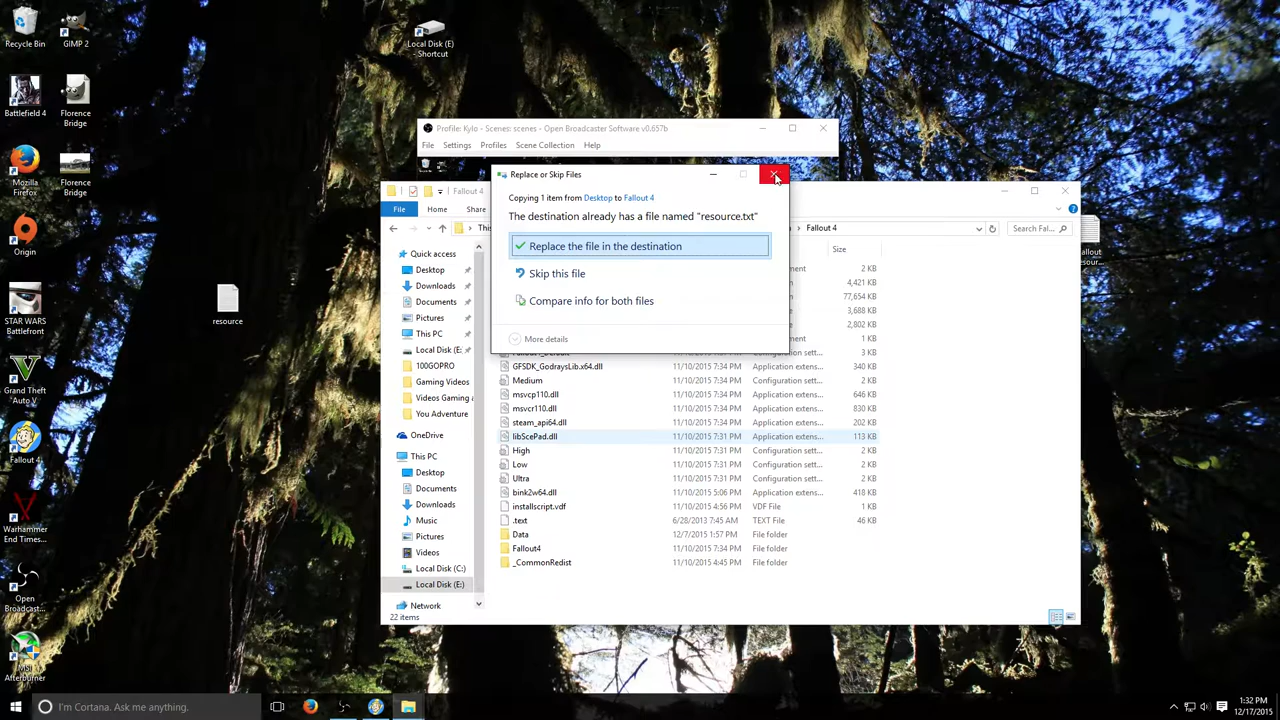 Recycle Bin
GIMP 2
Local Disk (E)
- Shortcut
Battlefield 4
Florence
Bridge
Mozilla
Firefox
Florence
Bridge
Origin
STAR WARS
Battlefront
Grand Theft
Auto V
Fallout 4
Warhammer
End Times...
Open
Broadcast...
MSI
Afterburner
resource
Fallout
Resour...
Profile: Kylo - Scenes: scenes - Open Broadcaster Software v0.657b
File Settings Profiles Scene Collection Help
Replace or Skip Files
Copying 1 item from Desktop to Fallout 4
The destination already has a file named "resource.txt"
Replace the file in the destination
Skip this file
Compare info for both files
More details
Fallout 4
File Home Share
This
Fallout 4
Search Fal...
Quick access
Desktop
Downloads
Documents
Pictures
This PC
Local Disk (E:
100GOPRO
Gaming Videos
Videos Gaming a
You Adventure
OneDrive
This PC
Desktop
Documents
Downloads
Music
Pictures
Videos
Local Disk (C:)
Local Disk (E:)
Network
22 items
Size
2 KB
4,421 KB
77,654 KB
3,688 KB
2,802 KB
1 KB
3 KB
GFSDK_GodraysLib.x64.dll 11/10/2015 7:34 PM Application extens... 340 KB
Medium 11/10/2015 7:34 PM Configuration sett... 2 KB
msvcp110.dll 11/10/2015 7:34 PM Application extens... 646 KB
msvcr110.dll 11/10/2015 7:34 PM Application extens... 830 KB
steam_api64.dll 11/10/2015 7:34 PM Application extens... 202 KB
libScePad.dll 11/10/2015 7:31 PM Application extens... 113 KB
High 11/10/2015 7:31 PM Configuration sett... 2 KB
Low 11/10/2015 7:31 PM Configuration sett... 2 KB
Ultra 11/10/2015 7:31 PM Configuration sett... 2 KB
bink2w64.dll 11/10/2015 5:06 PM Application extens... 418 KB
installscript.vdf 11/10/2015 4:56 PM VDF File 1 KB
.text 6/28/2013 7:45 AM TEXT File 46 KB
Data 12/7/2015 1:57 PM File folder
Fallout4 11/10/2015 7:34 PM File folder
_CommonRedist 11/10/2015 4:45 PM File folder
I'm Cortana. Ask me anything.
1:32 PM
12/17/2015